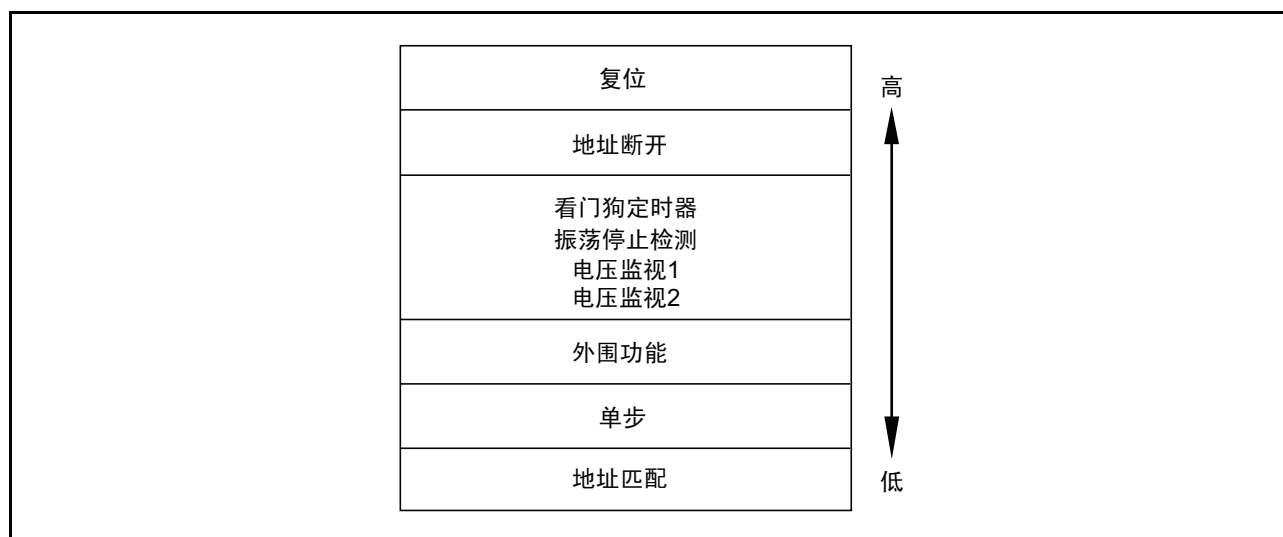 复位
高
地址断开
看门狗定时器
振荡停止检测
电压监视1
电压监视2
外围功能
单步
地址匹配
低